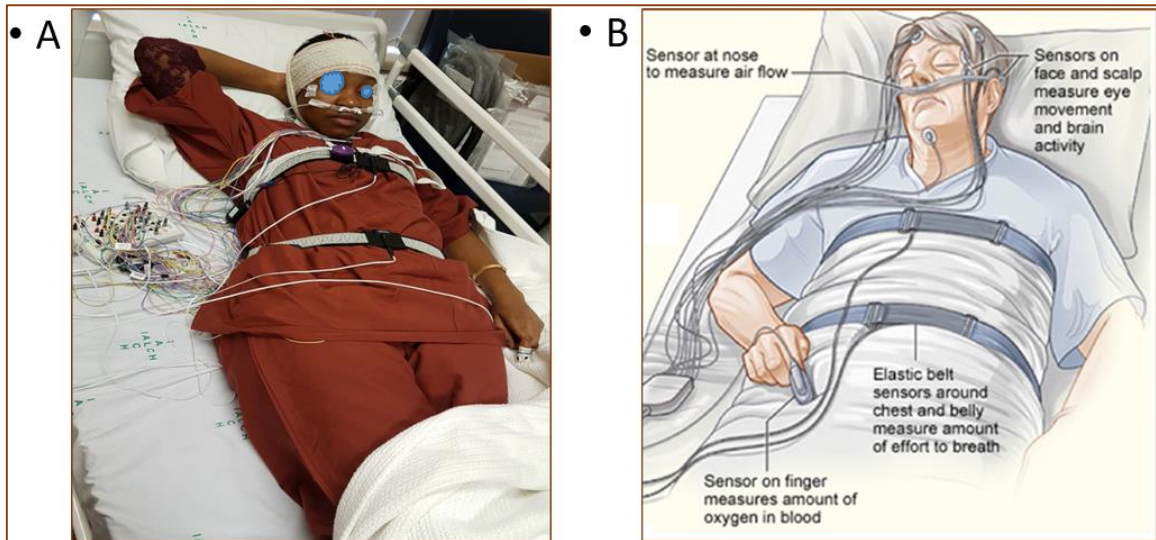 • A
• B
Sensor at nose
to measure air flow
Sensors on
face and scalp
measure eye
movement
and brain
activity
Elastic belt
sensors around
chest and belly
measure amount
of effort to breath
Sensor on finger
measures amount of
oxygen in blood
IALCH
IALCH